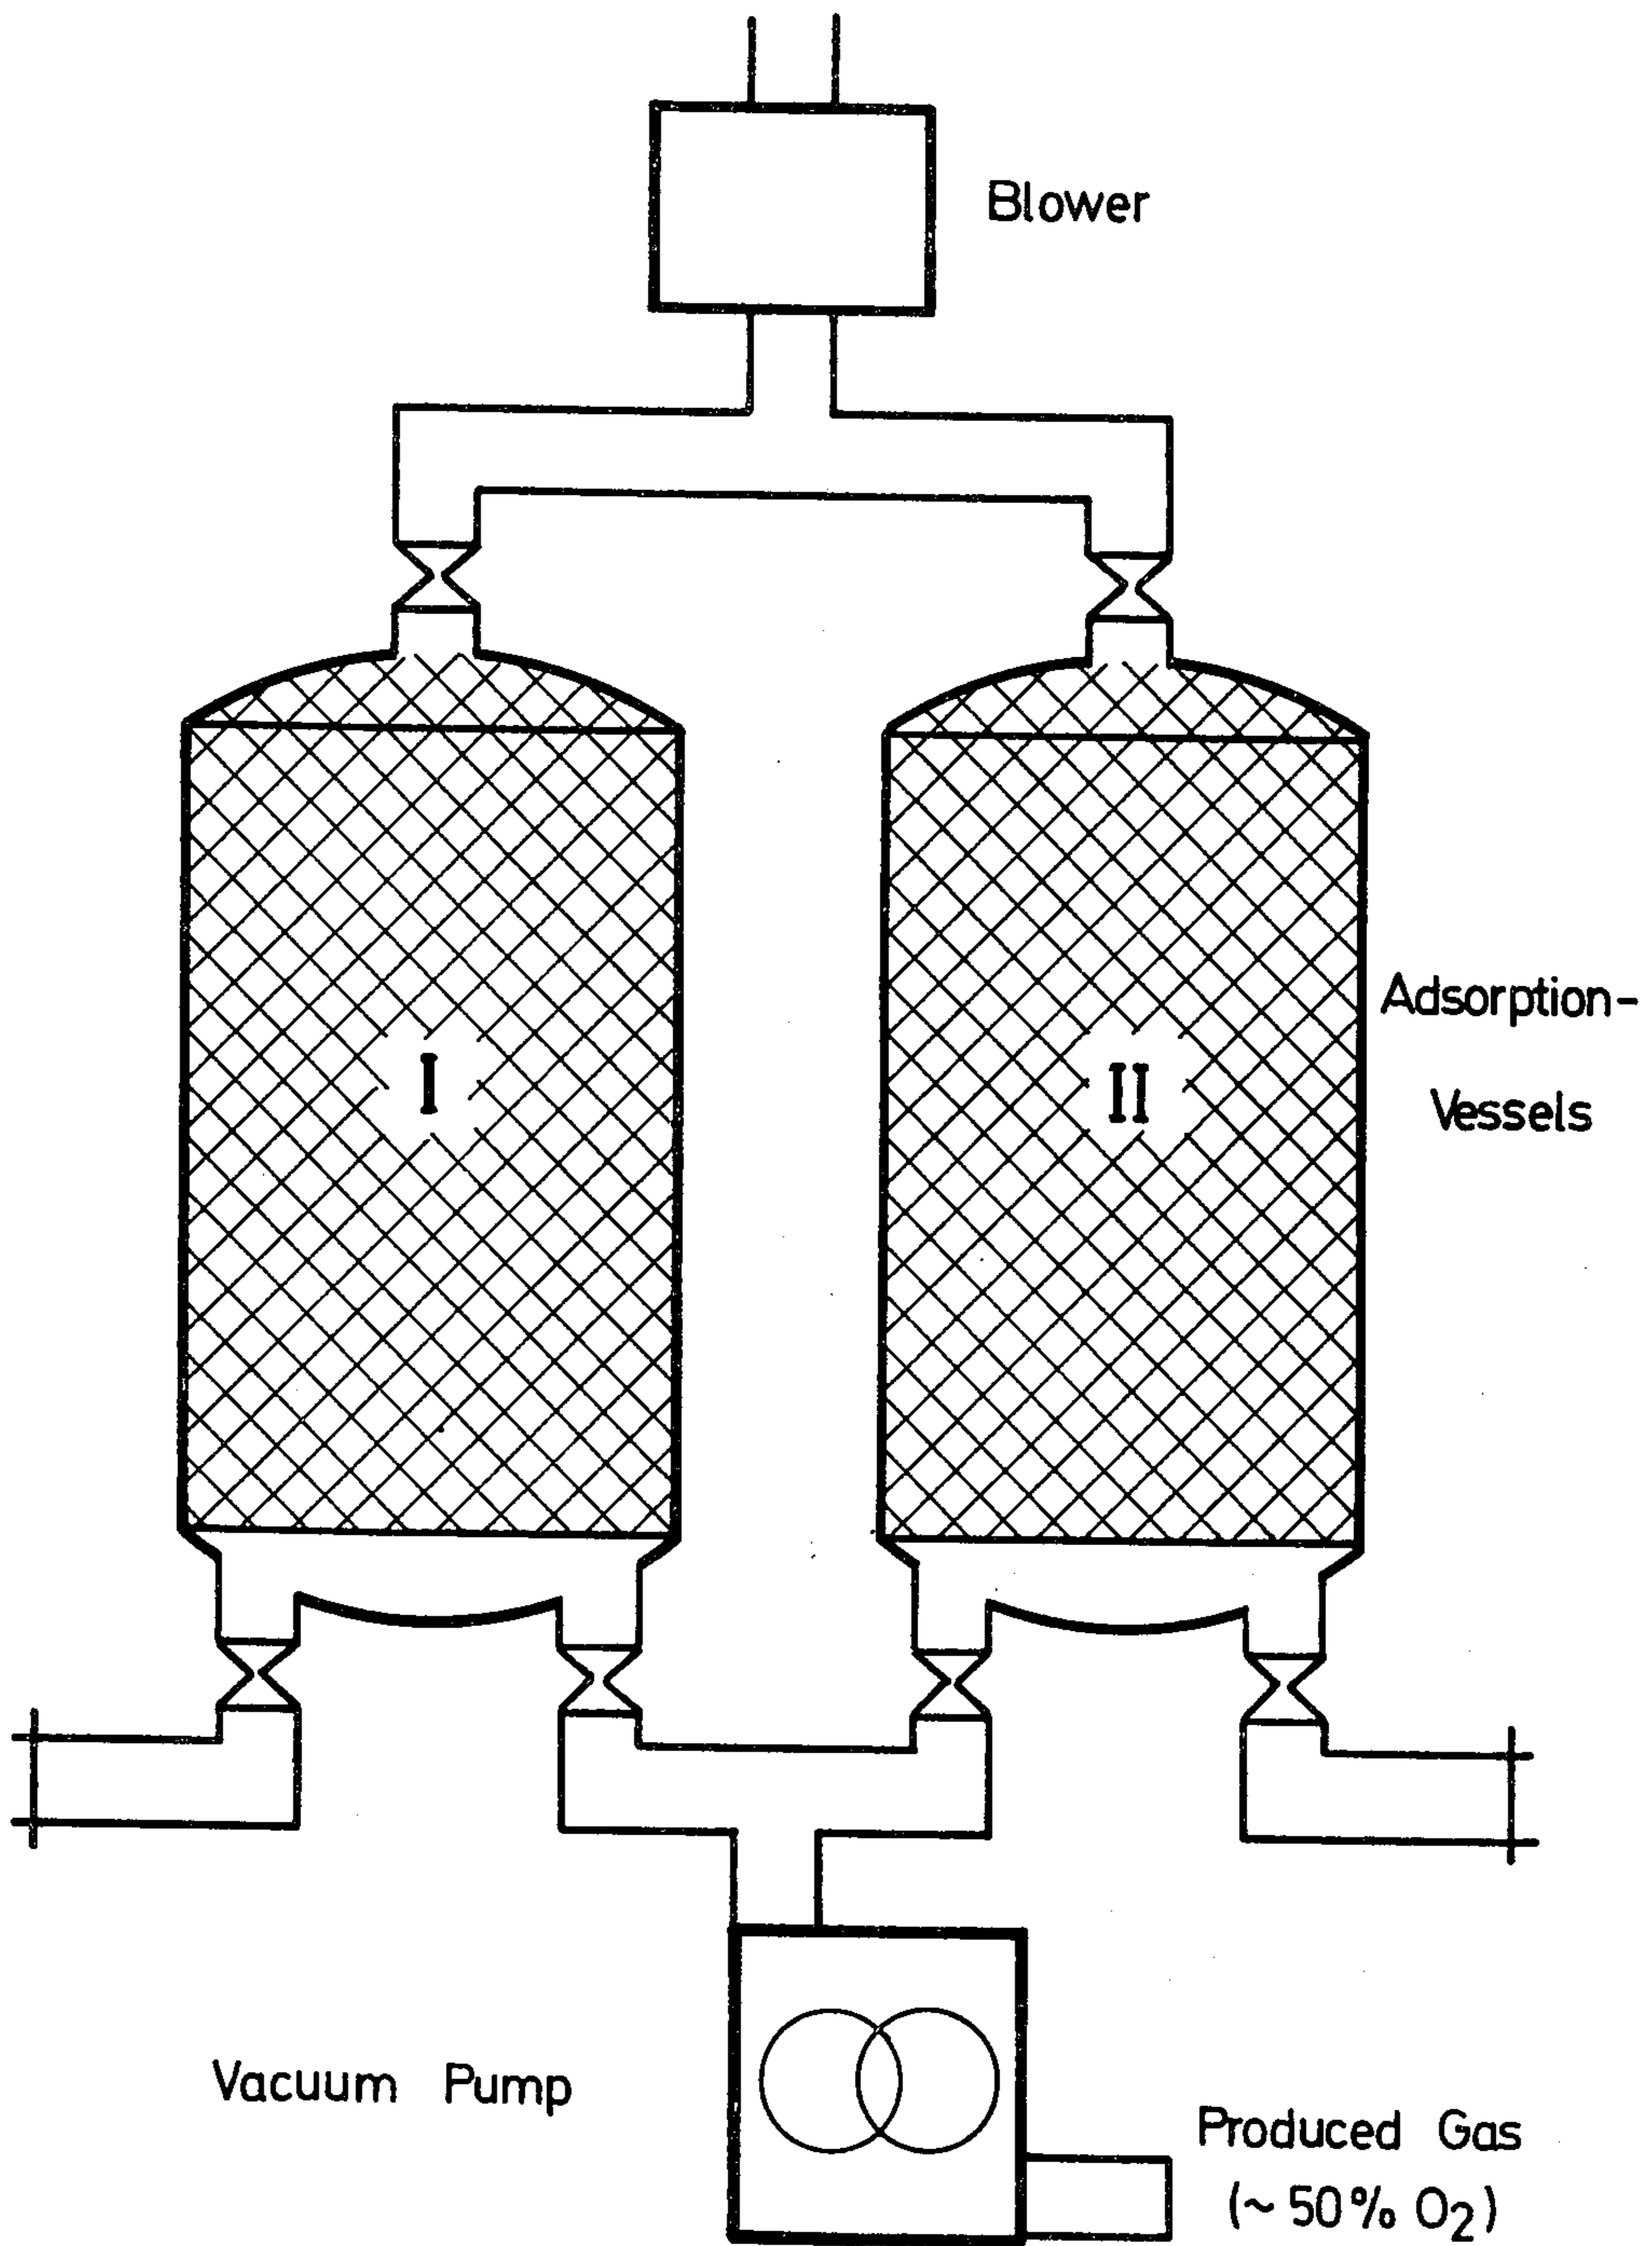 Blower
Adsorption-
Vessels
I
II
Vacuum Pump
Produced Gas
(~ 50% O₂)